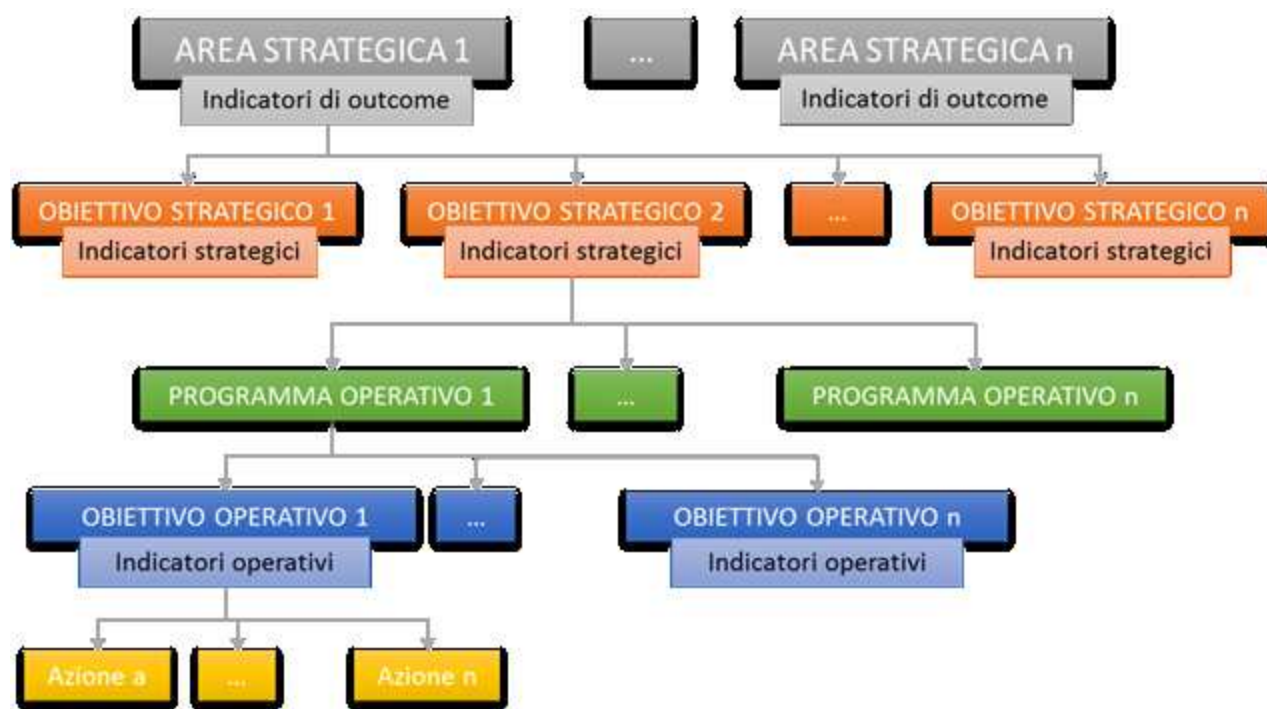 AREA STRATEGICA 1
...
AREA STRATEGICA n
Indicatori di outcome
Indicatori di outcome
OBIETTIVO STRATEGICO 1
OBIETTIVO STRATEGICO 2
...
OBIETTIVO STRATEGICO n
Indicatori strategici
Indicatori strategici
Indicatori strategici
PROGRAMMA OPERATIVO 1
...
PROGRAMMA OPERATIVO n
OBIETTIVO OPERATIVO 1
...
OBIETTIVO OPERATIVO n
Indicatori operativi
Indicatori operativi
Azione a
...
Azione n